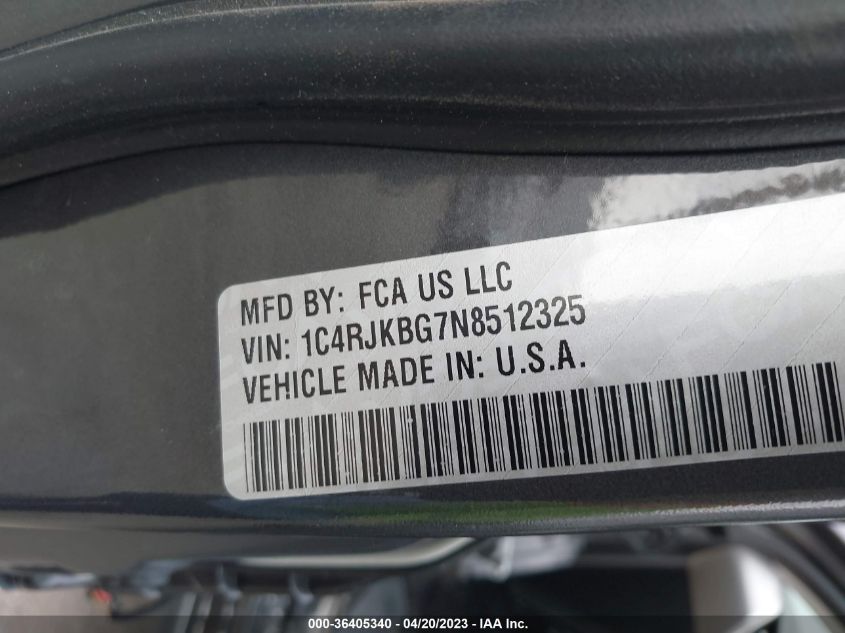 MFD BY: FCA US LLC
VIN: 1C4RJKBG7N8512325
VEHICLE MADE IN: U.S.A.
000-36405340 - 04/20/2023 - IAA Inc.